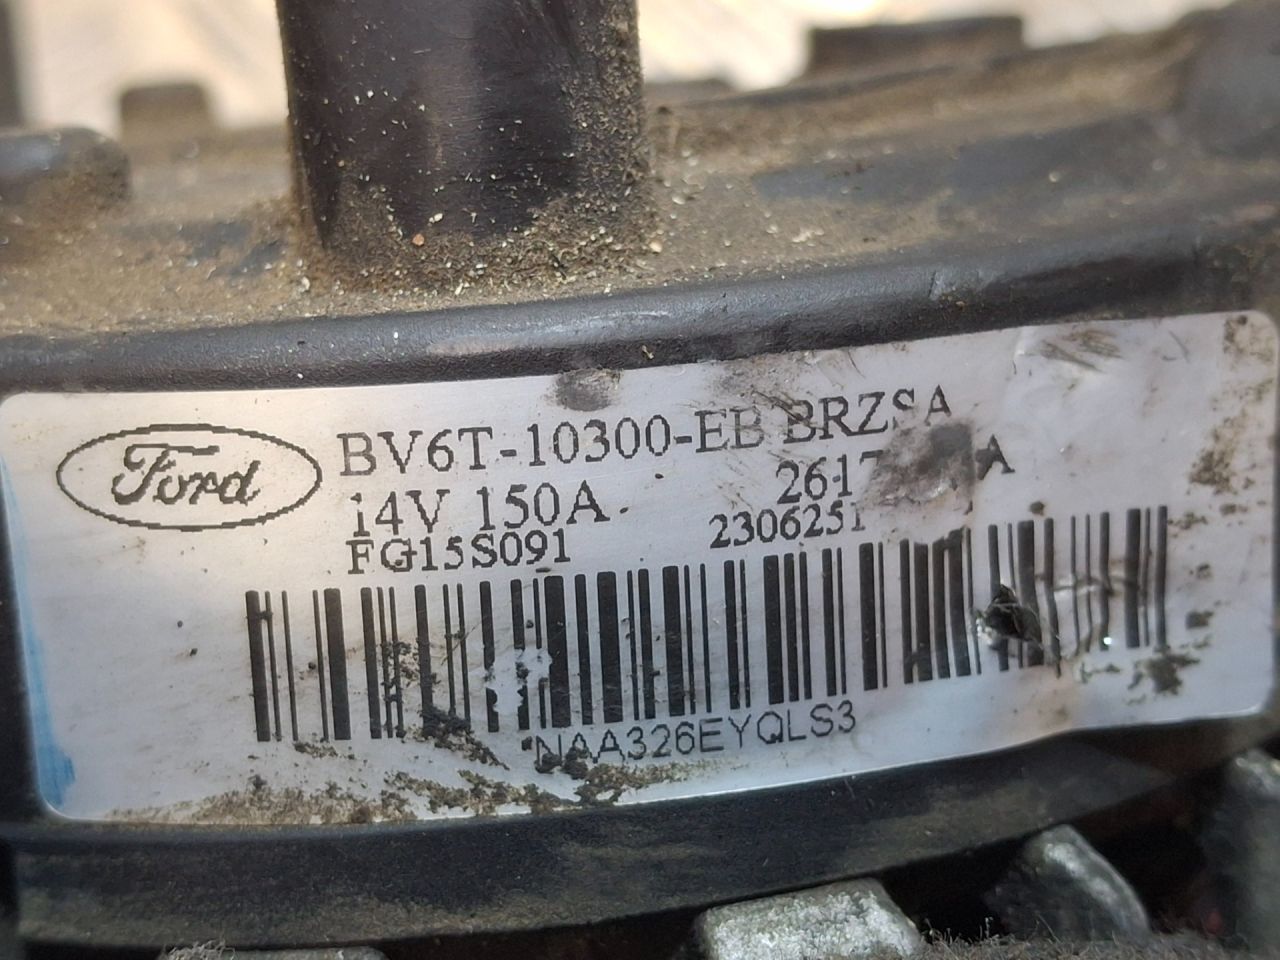 Ford
BV6T-10300-EB BRZSA
14V 150A
FG15S091
NAA326EYQLS3